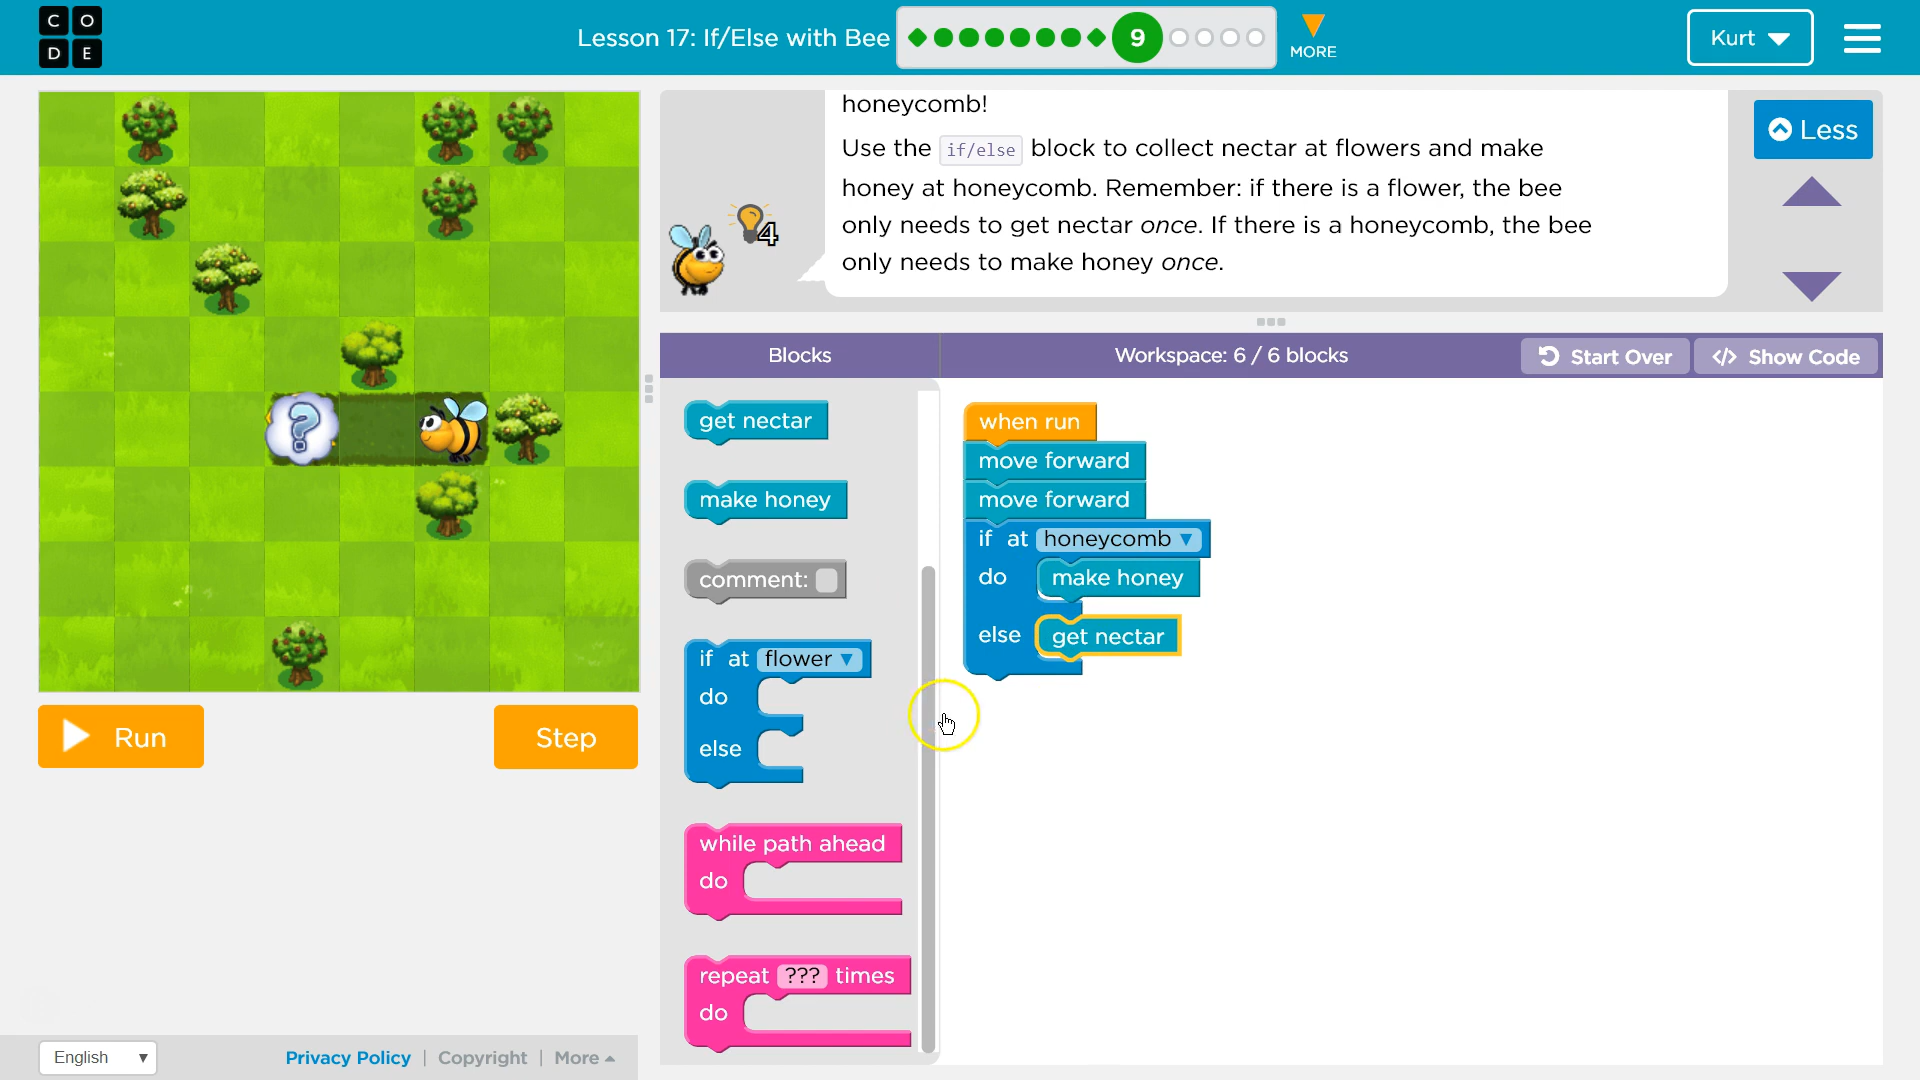 C O
D E
Lesson 17: If/Else with Bee
9
MORE
Kurt
honeycomb!
Use the if/else block to collect nectar at flowers and make
honey at honeycomb. Remember: if there is a flower, the bee
only needs to get nectar once. If there is a honeycomb, the bee
only needs to make honey once.
4
Less
?
Blocks
Workspace: 6 / 6 blocks
Start Over
</> Show Code
get nectar
make honey
comment:
if at flower
do
else
while path ahead
do
repeat ??? times
do
when run
move forward
move forward
if at honeycomb
do make honey
else get nectar
Run
Step
English
Privacy Policy | Copyright | More